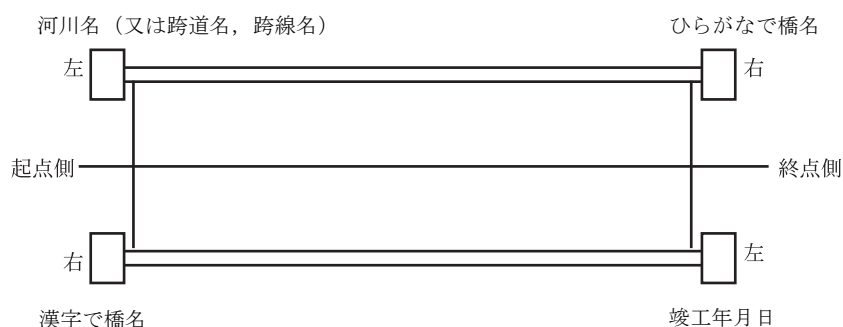 河川名（又は跨道名，跨線名）
ひらがなで橋名
左
右
起点側
終点側
右
左
漢字で橋名
竣工年月日